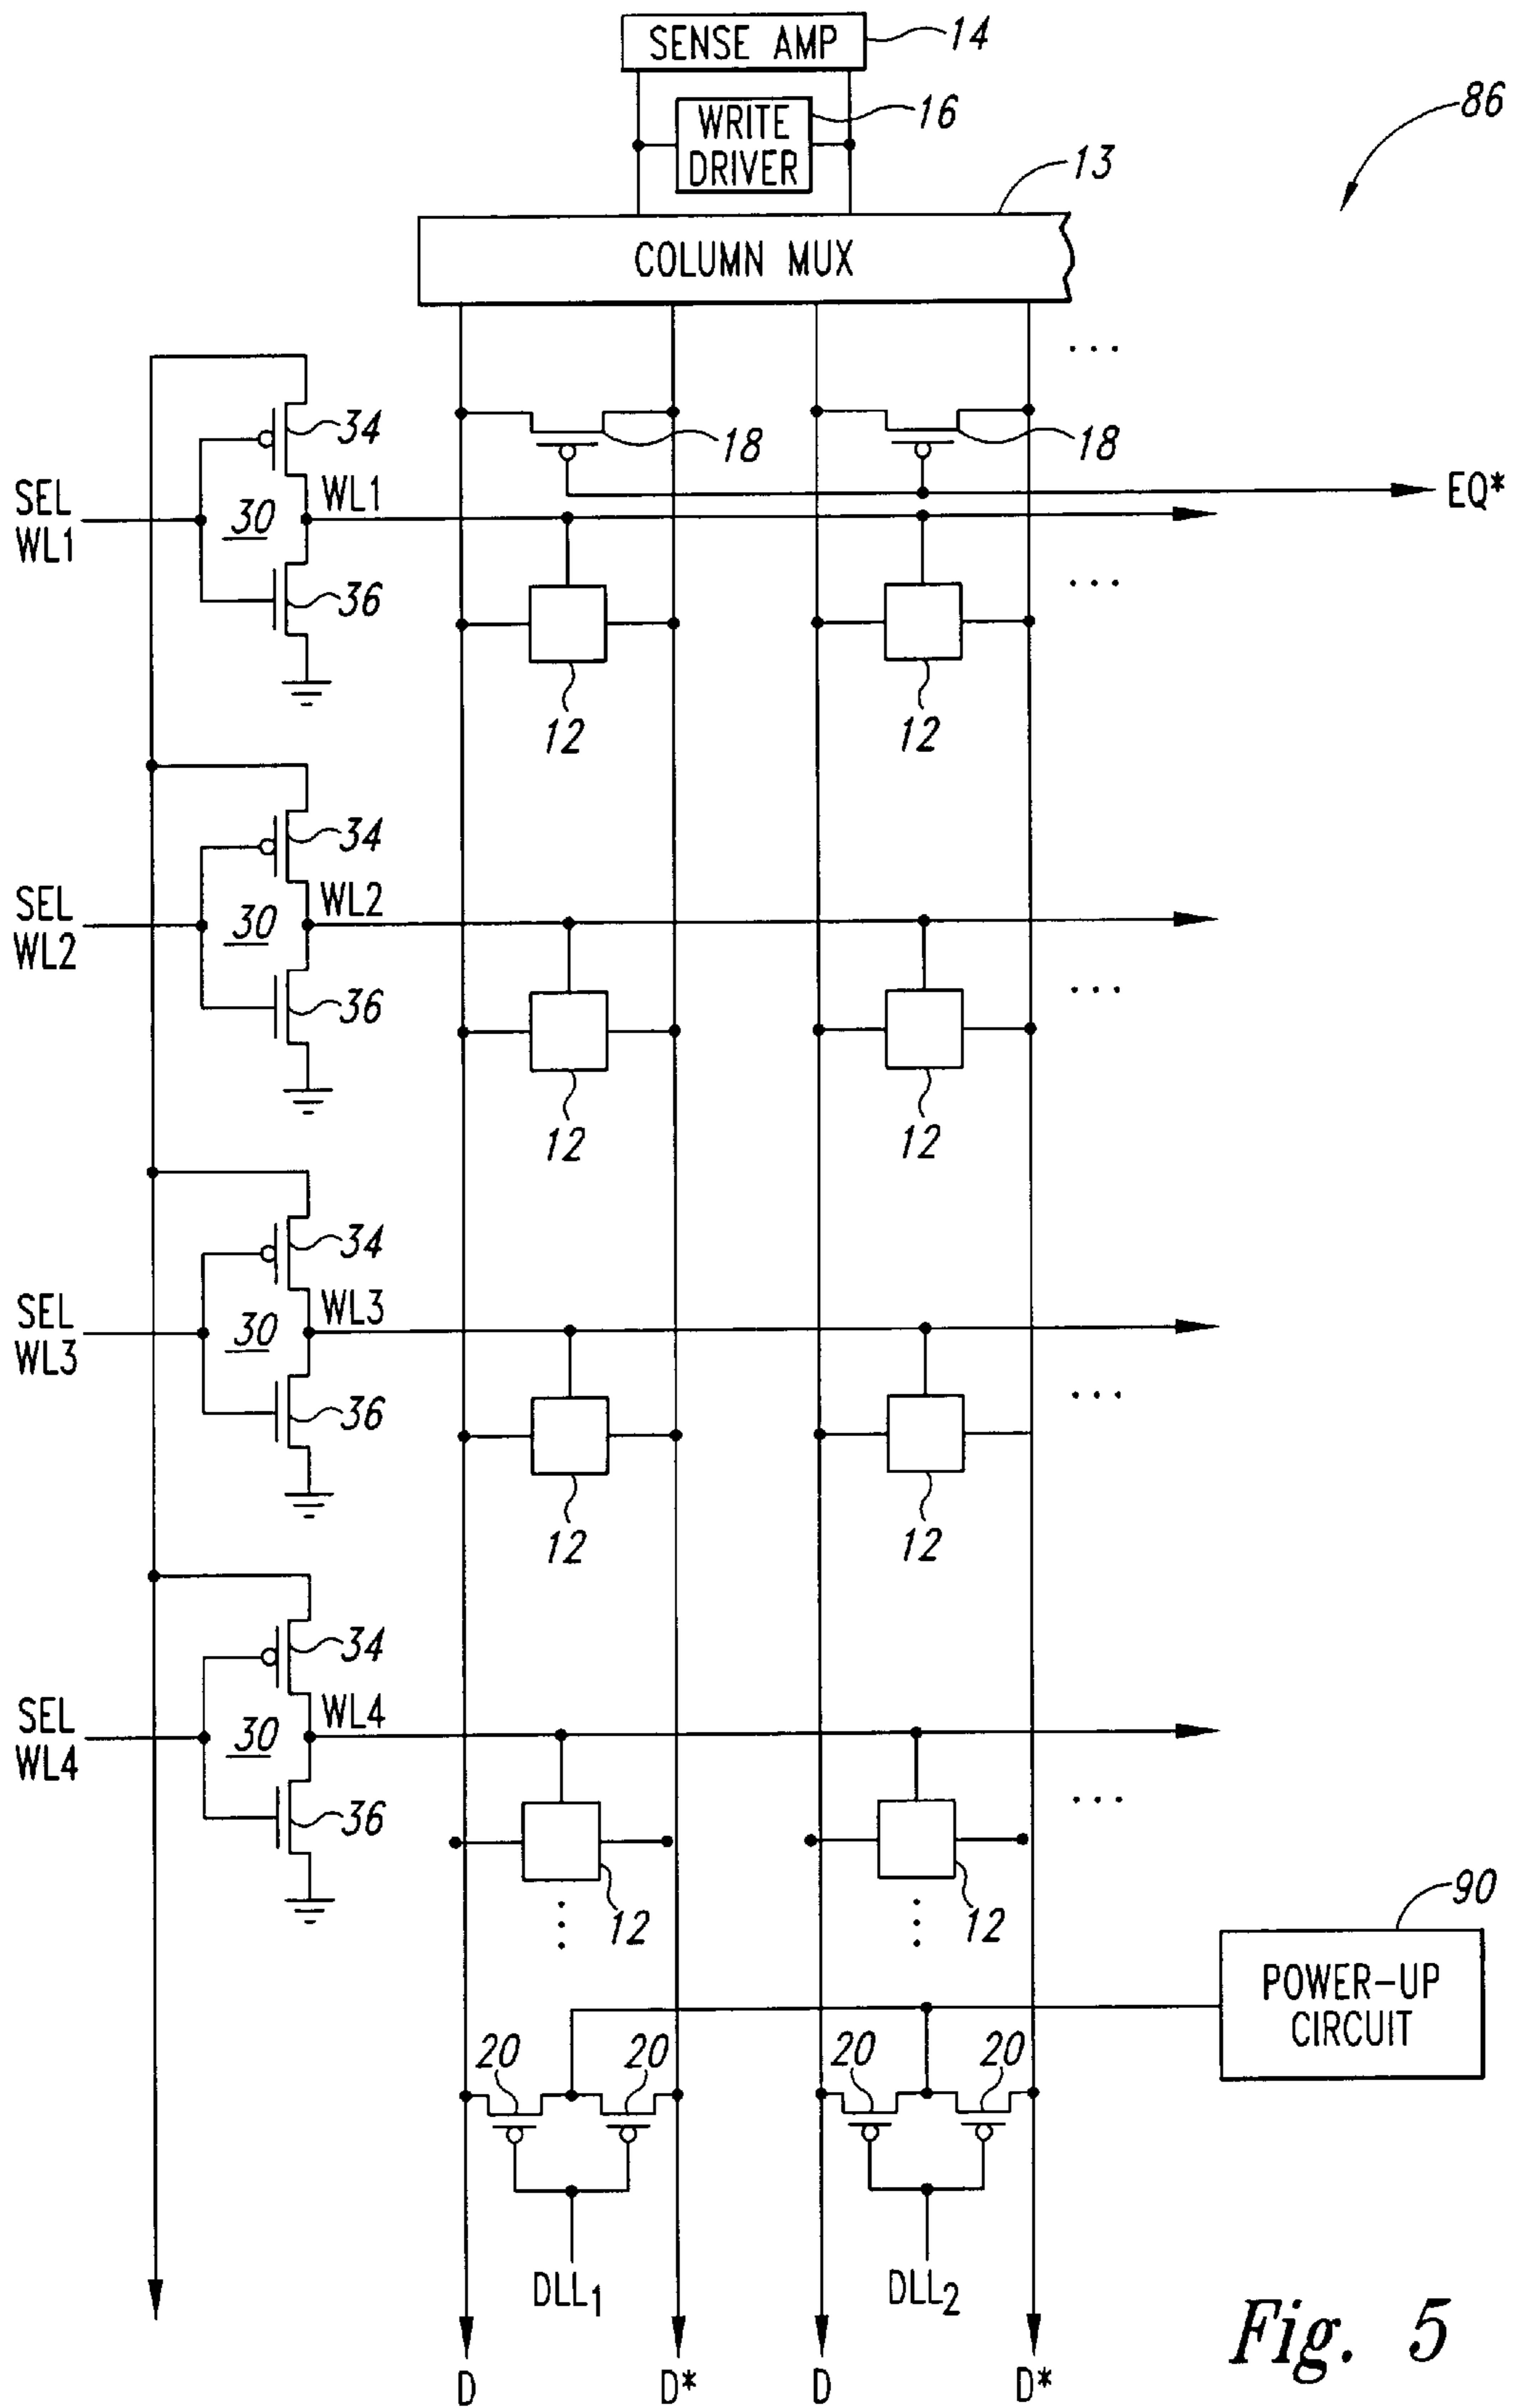 SENSE AMP
14
WRITE
DRIVER
16
86
13
COLUMN MUX
. . .
34
18
18
SEL
WL1
30
WL1
EQ*
36
. . .
12
12
34
SEL
WL2
30
WL2
36
. . .
12
12
34
SEL
WL3
30
WL3
36
. . .
12
12
34
SEL
WL4
30
WL4
36
. . .
12
12
90
POWER-UP
CIRCUIT
20
20
20
20
DLL1
DLL2
D
D*
D
D*
Fig. 5